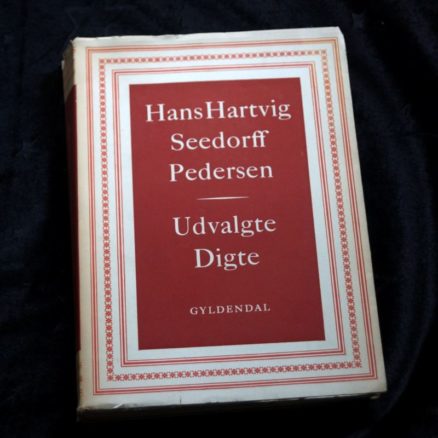 Hans Hartvig
Seedorff
Pedersen
Udvalgte
Digte
GYLDENDAL